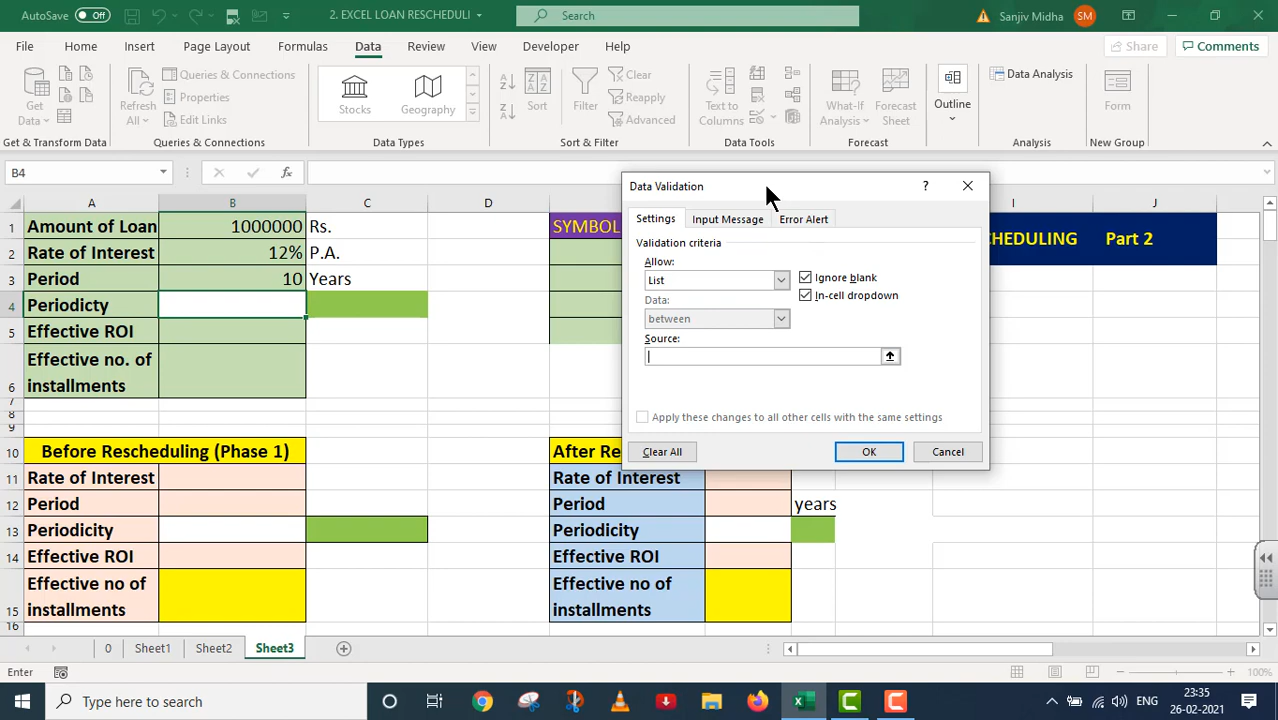 AutoSave Off 2. EXCEL LOAN RESCHEDULI Search Sanjiv Midha SM
File Home Insert Page Layout Formulas Data Review View Developer Help Share Comments
Get Data Refresh All Queries & Connections Properties Edit Links Stocks Geography Sort Filter Clear Reapply Advanced Text to Columns What-If Analysis Forecast Sheet Outline Data Analysis Form
Get & Transform Data Queries & Connections Data Types Sort & Filter Data Tools Forecast Analysis New Group
B4 fx
Data Validation ?
A B C D I J
Settings Input Message Error Alert
1 Amount of Loan 1000000 Rs. SYMBOL CHEDULING Part 2
Validation criteria
2 Rate of Interest 12% P.A.
Allow:
List Ignore blank
3 Period 10 Years
Data: In-cell dropdown
between
4 Periodicty
Source:
5 Effective ROI
6 Effective no. of
installments
Apply these changes to all other cells with the same settings
Clear All OK Cancel
7
8
9
10 Before Rescheduling (Phase 1) After Re
11 Rate of Interest Rate of Interest
12 Period Period years
13 Periodicity Periodicity
14 Effective ROI Effective ROI
15 Effective no of Effective no of
installments installments
16
0 Sheet1 Sheet2 Sheet3
Enter 100%
Type here to search ENG 23:35
26-02-2021